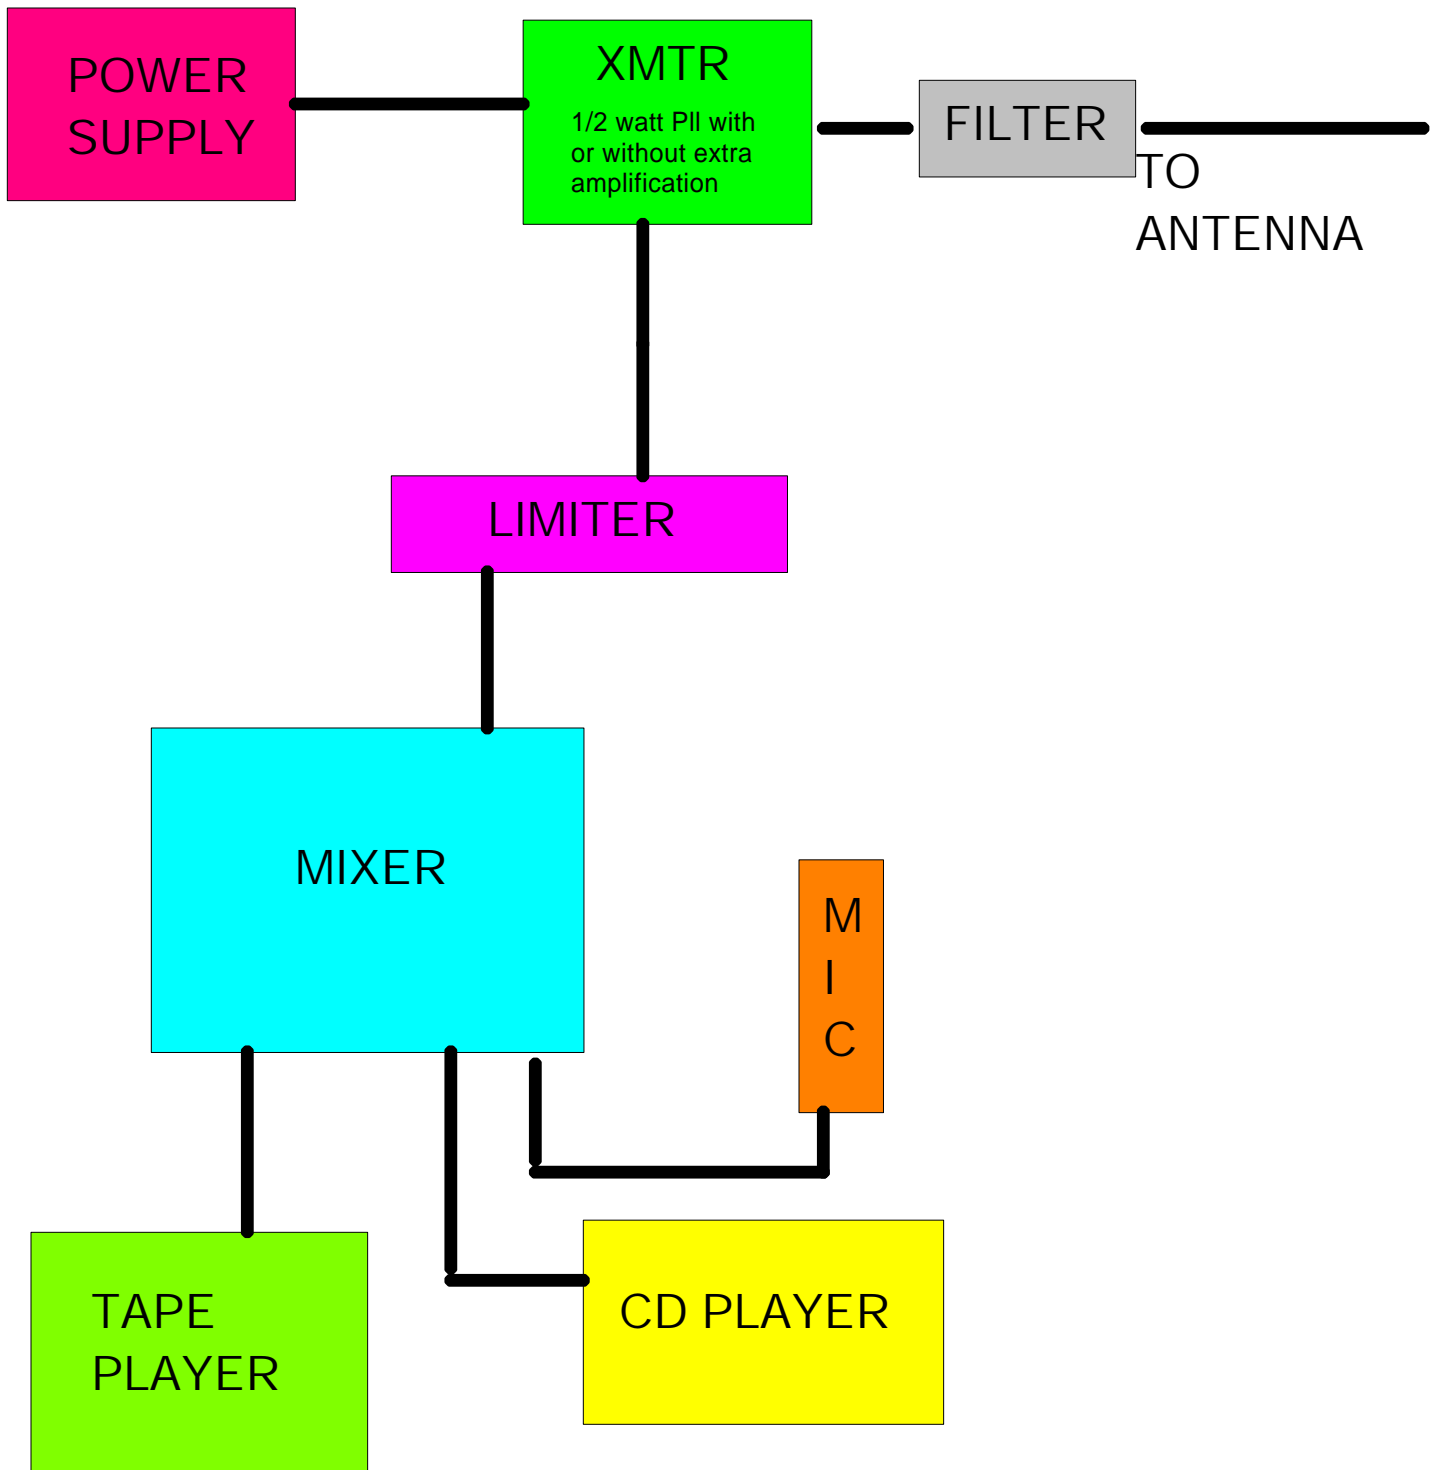 POWER
SUPPLY
XMTR
1/2 watt Pll with
or without extra
amplification
FILTER
TO
ANTENNA
LIMITER
MIXER
M
I
C
TAPE
PLAYER
CD PLAYER